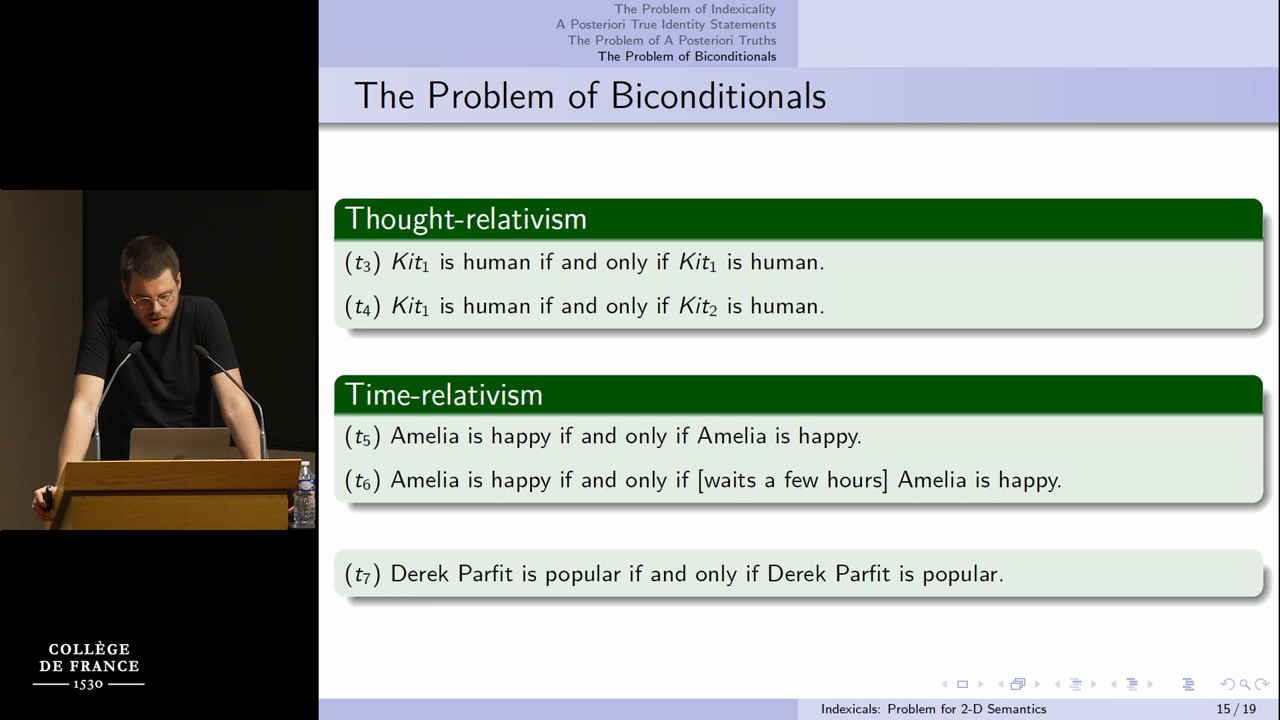 The Problem of Indexicality
A Posteriori True Identity Statements
The Problem of A Posteriori Truths
The Problem of Biconditionals
The Problem of Biconditionals
Thought-relativism
(t₃) Kit₁ is human if and only if Kit₁ is human.
(t₄) Kit₁ is human if and only if Kit₂ is human.
Time-relativism
(t₅) Amelia is happy if and only if Amelia is happy.
(t₆) Amelia is happy if and only if [waits a few hours] Amelia is happy.
(t₇) Derek Parfit is popular if and only if Derek Parfit is popular.
COLLÈGE
DE FRANCE
1530
Indexicals: Problem for 2-D Semantics 15 / 19